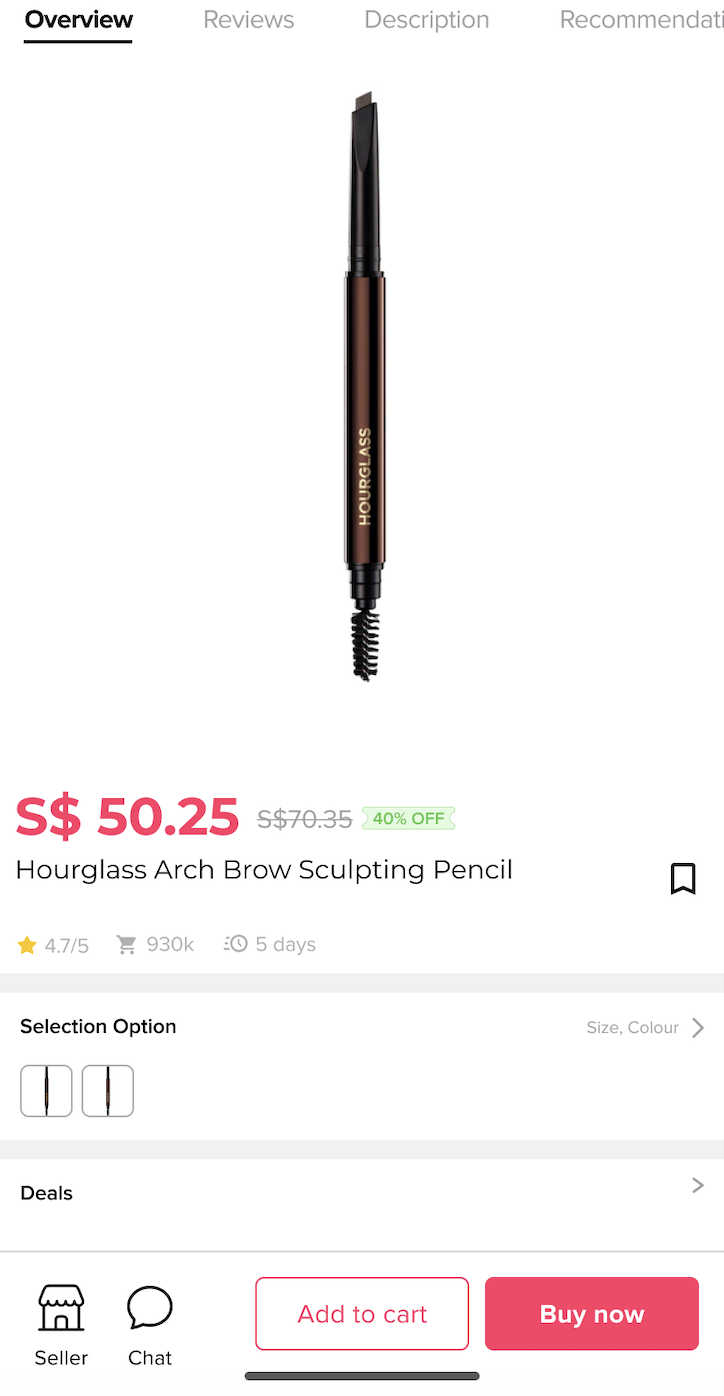 Overview Reviews Description Recommendati
HOURGLASS
S$ 50.25 S$70.35 40% OFF
Hourglass Arch Brow Sculpting Pencil
4.7/5 930k 5 days
Selection Option Size, Colour
Deals
Add to cart Buy now
Seller Chat